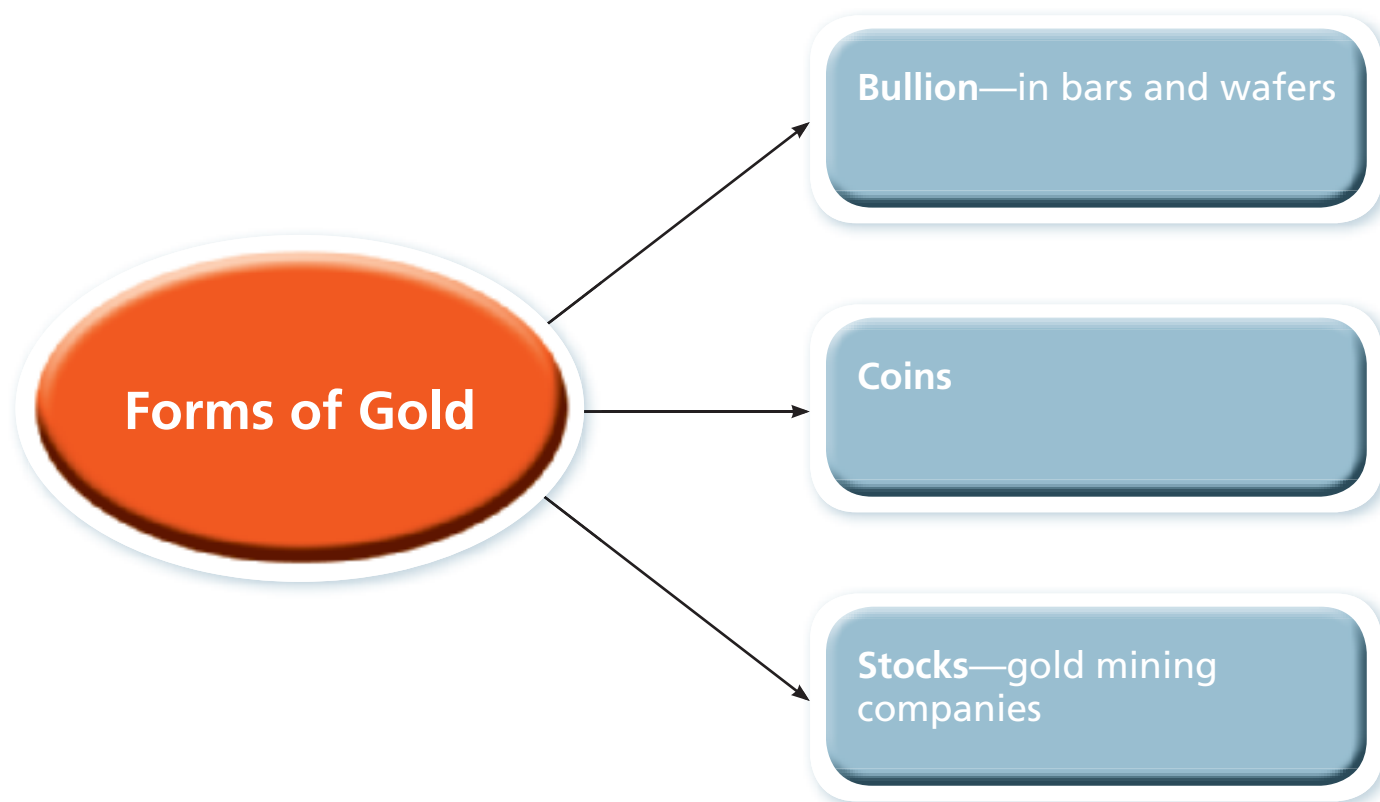 Bullion—in bars and wafers
Forms of Gold
Coins
Stocks—gold mining
companies